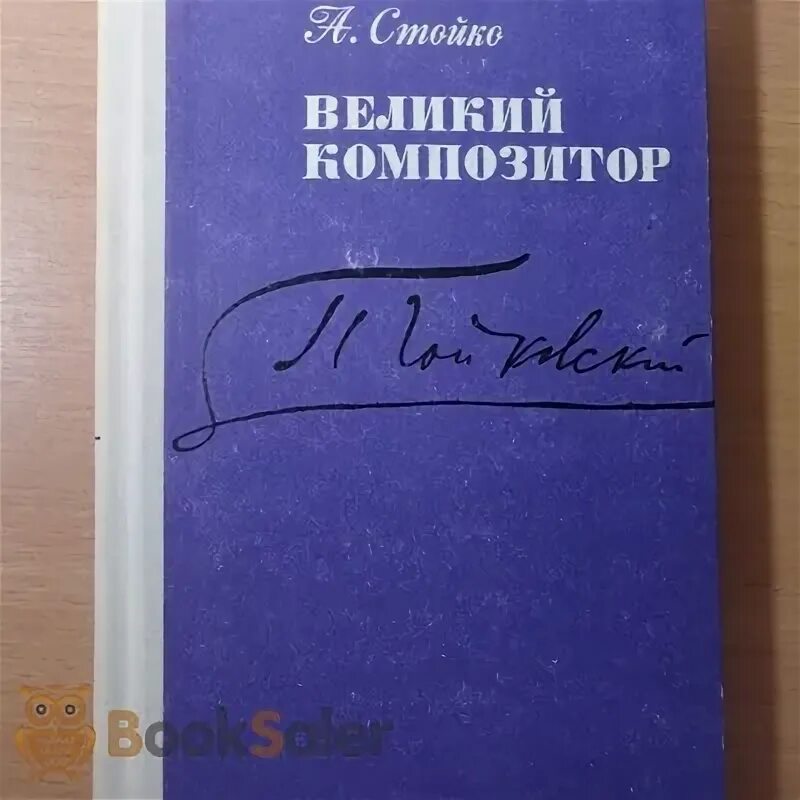 А. Стойко
ВЕЛИКИЙ
КОМПОЗИТОР
П Чайковский
BookSaler